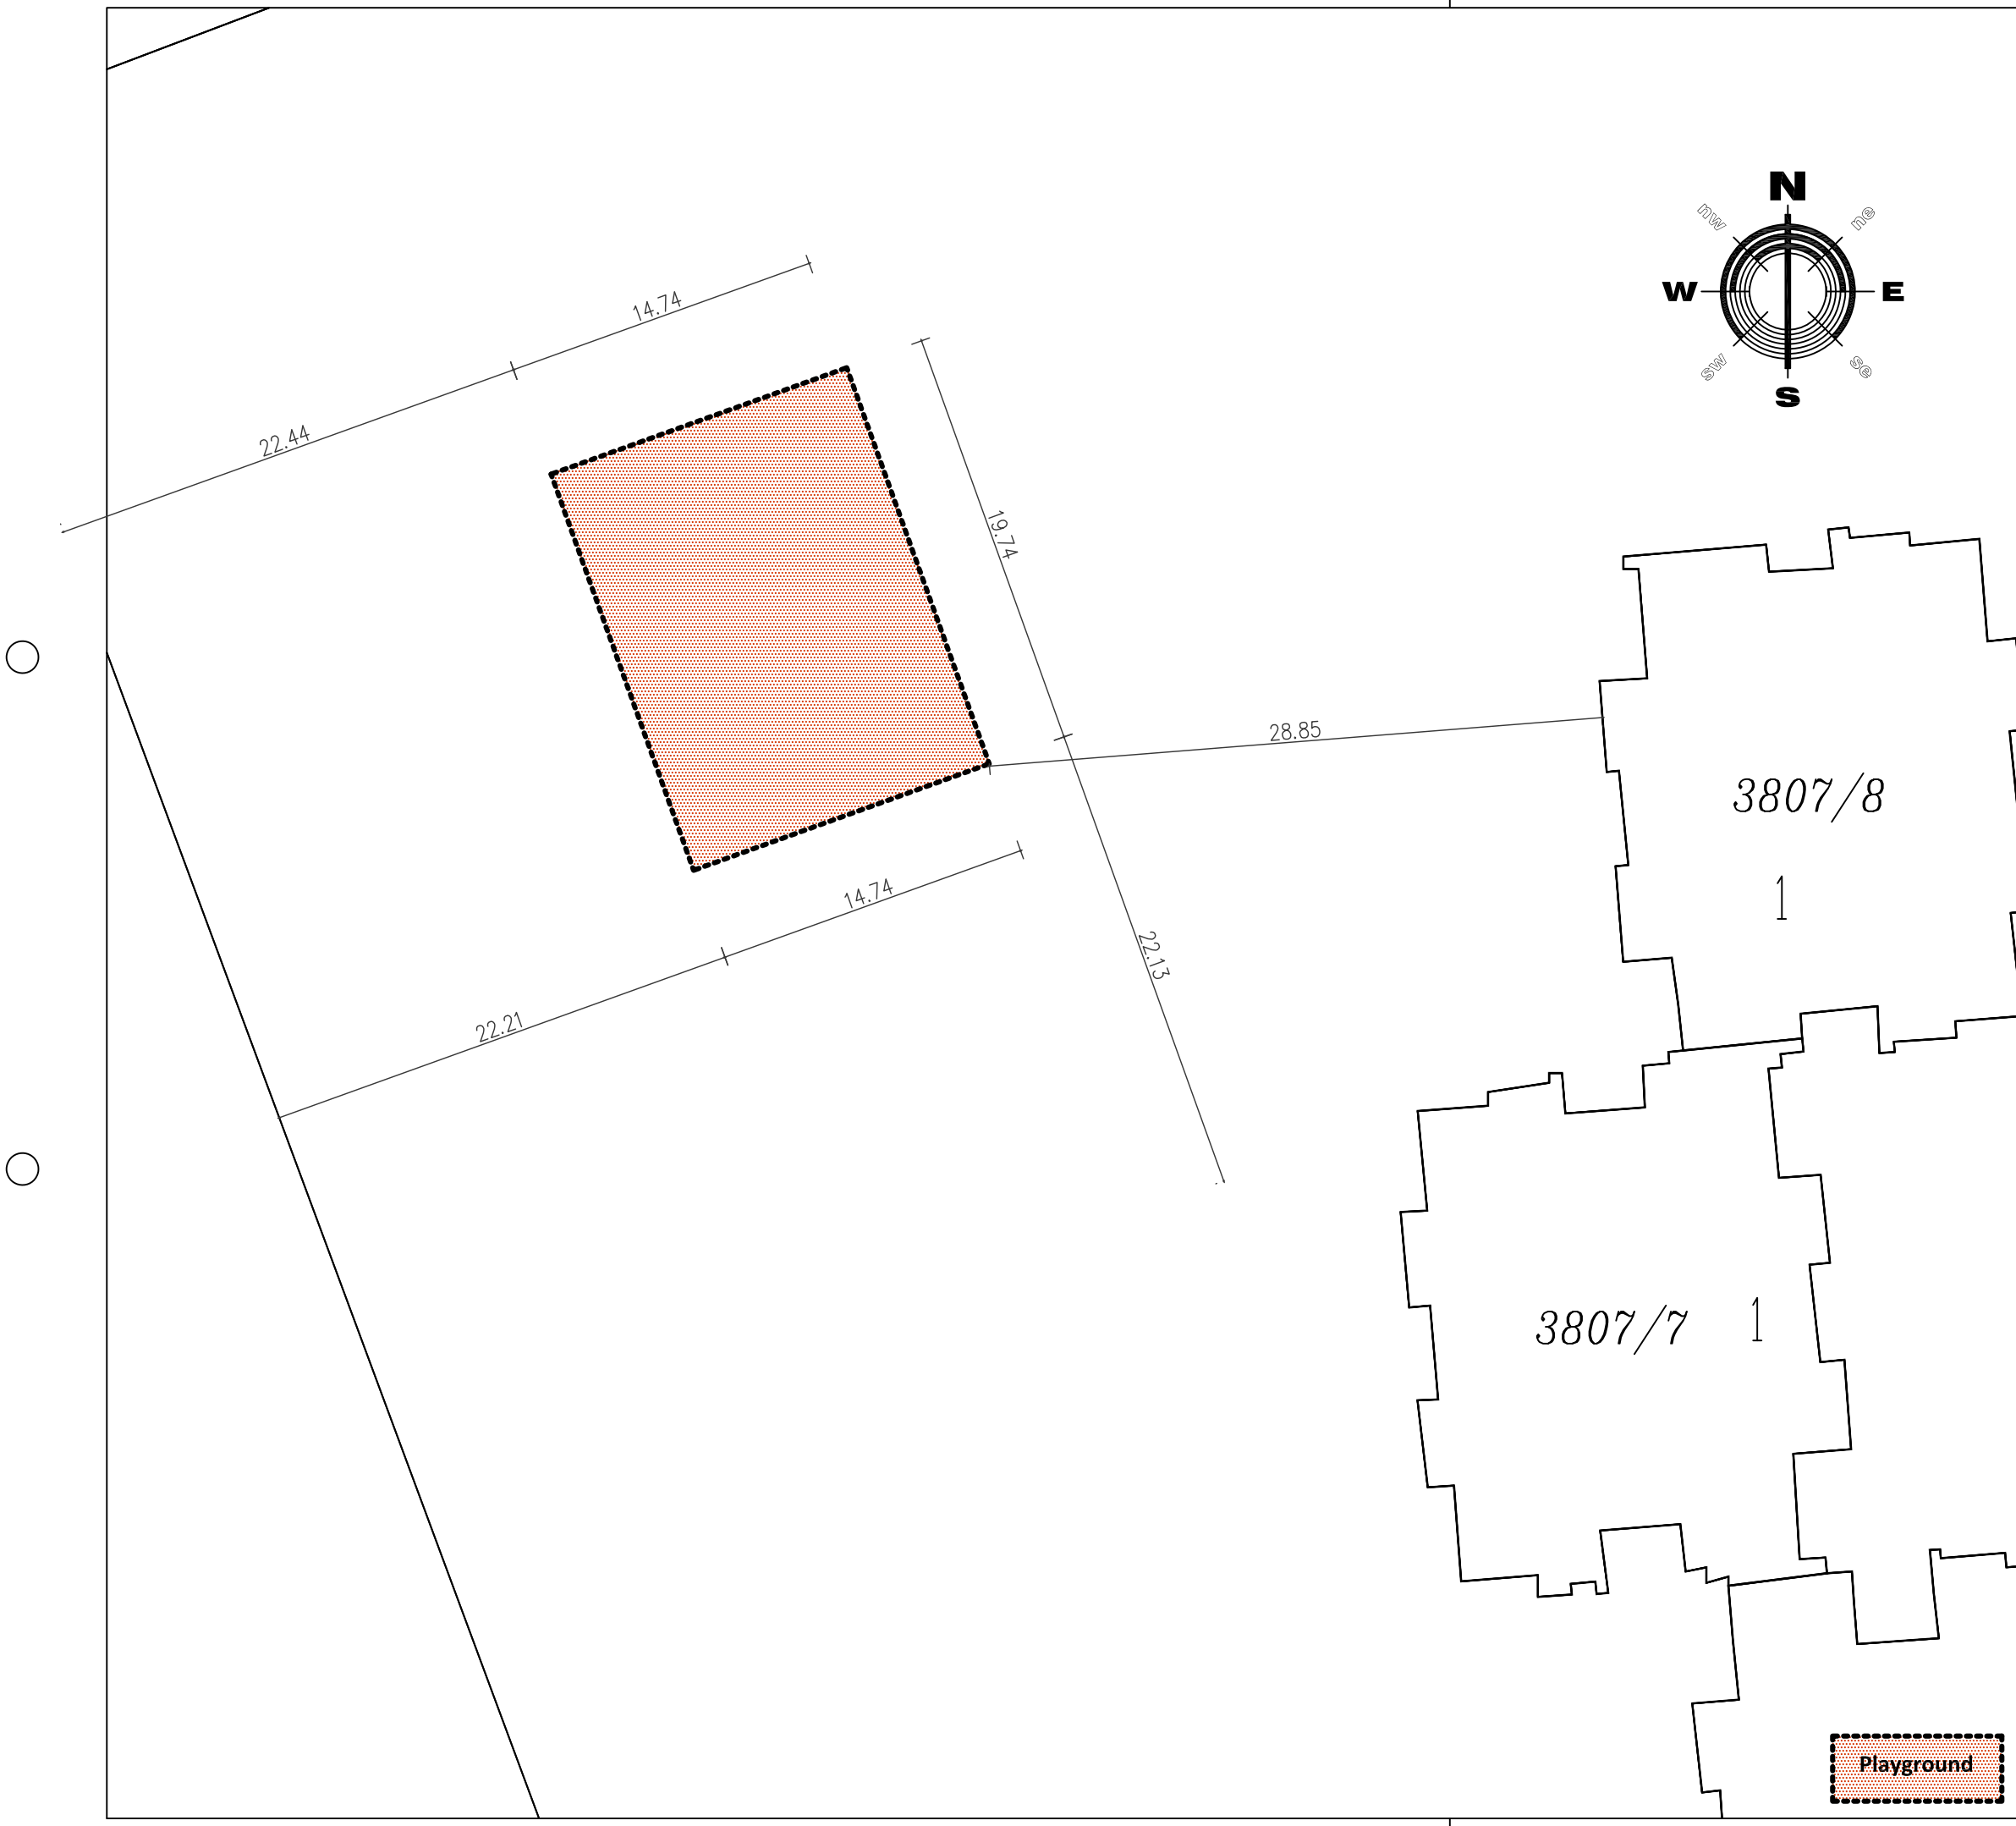 N
nw
ne
W
E
sw
se
S
14.74
22.44
19.74
28.85
3807/8
1
14.74
22.13
22.21
3807/7
1
Playground